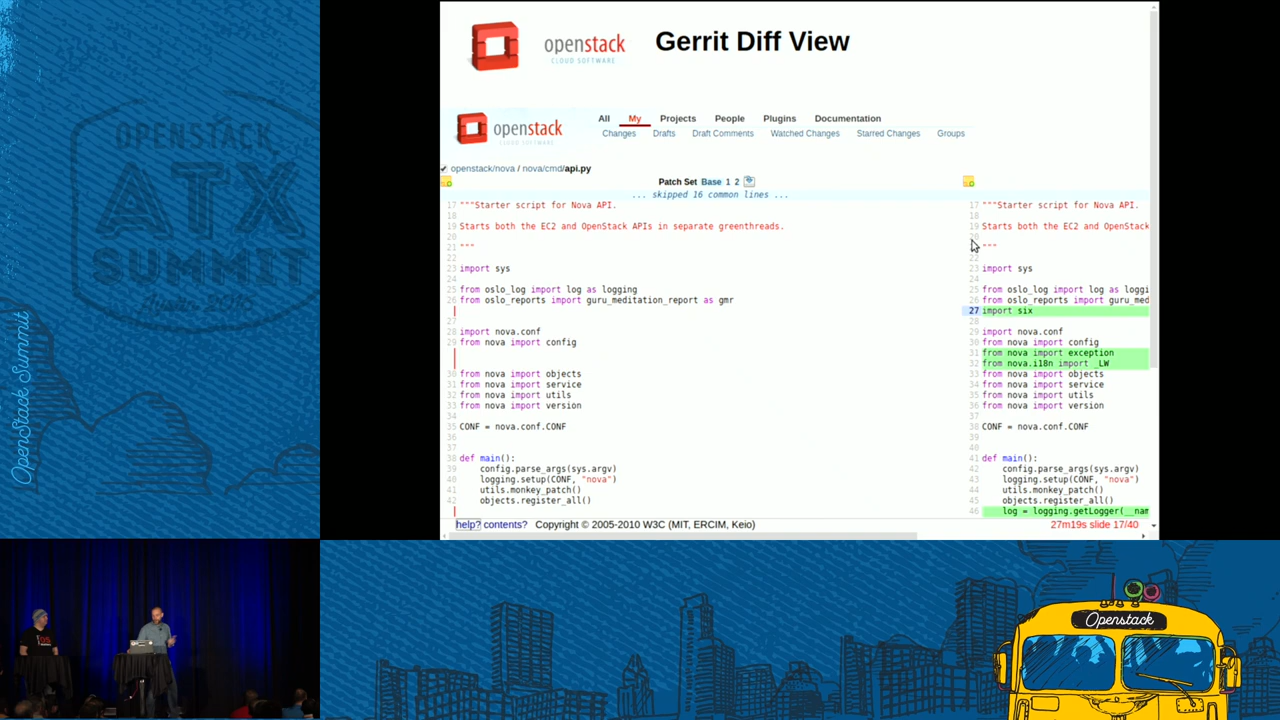 openstack
CLOUD SOFTWARE
Gerrit Diff View
openstack
CLOUD SOFTWARE
All My Projects People Plugins Documentation
Changes Drafts Draft Comments Watched Changes Starred Changes Groups
openstack/nova / nova/cmd/api.py
Patch Set Base 1 2
... skipped 16 common lines ...
17 """Starter script for Nova API.
18
19 Starts both the EC2 and OpenStack APIs in separate greenthreads.
20
21 """
22
23 import sys
24
25 from oslo_log import log as logging
26 from oslo_reports import guru_meditation_report as gmr
27
28 import nova.conf
29 from nova import config
30 from nova import objects
31 from nova import service
32 from nova import utils
33 from nova import version
34
35 CONF = nova.conf.CONF
36
37
38 def main():
39 config.parse_args(sys.argv)
40 logging.setup(CONF, "nova")
41 utils.monkey_patch()
42 objects.register_all()
17 """Starter script for Nova API.
18
19 Starts both the EC2 and OpenStack
20
21 """
22
23 import sys
24
25 from oslo_log import log as loggi
26 from oslo_reports import guru_med
27 import six
28
29 import nova.conf
30 from nova import config
31 from nova import exception
32 from nova.i18n import _LW
33 from nova import objects
34 from nova import service
35 from nova import utils
36 from nova import version
37
38 CONF = nova.conf.CONF
39
40
41 def main():
42 config.parse_args(sys.argv)
43 logging.setup(CONF, "nova")
44 utils.monkey_patch()
45 objects.register_all()
46 log = logging.getLogger(__nam
help? contents? Copyright © 2005-2010 W3C (MIT, ERCIM, Keio)
27m19s slide 17/40
OpenStack Summit
Openstack